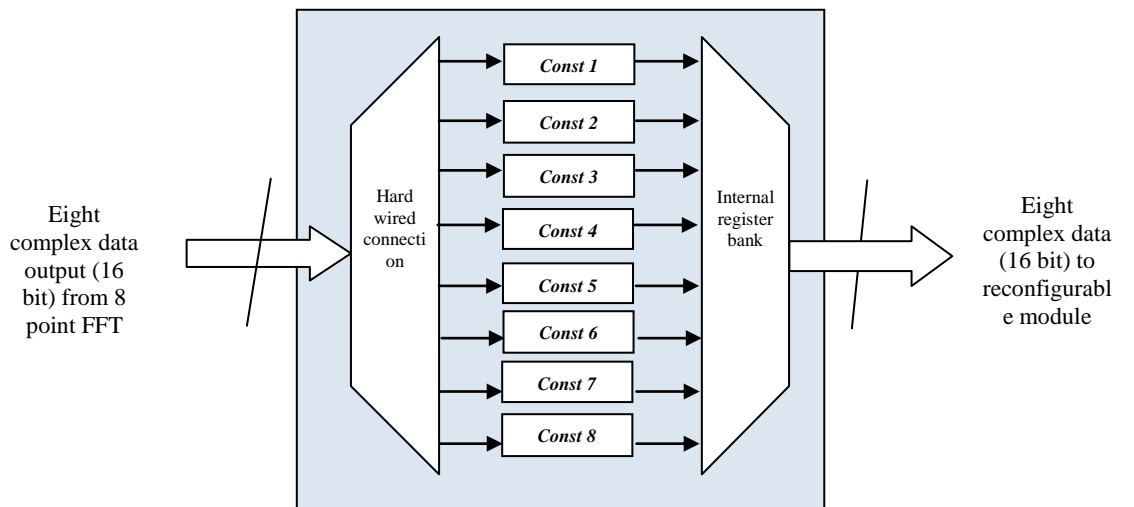 Eight
complex data
output (16
bit) from 8
point FFT
Hard
wired
connecti
on
Const 1
Const 2
Const 3
Const 4
Const 5
Const 6
Const 7
Const 8
Internal
register
bank
Eight
complex data
(16 bit) to
reconfigurabl
e module